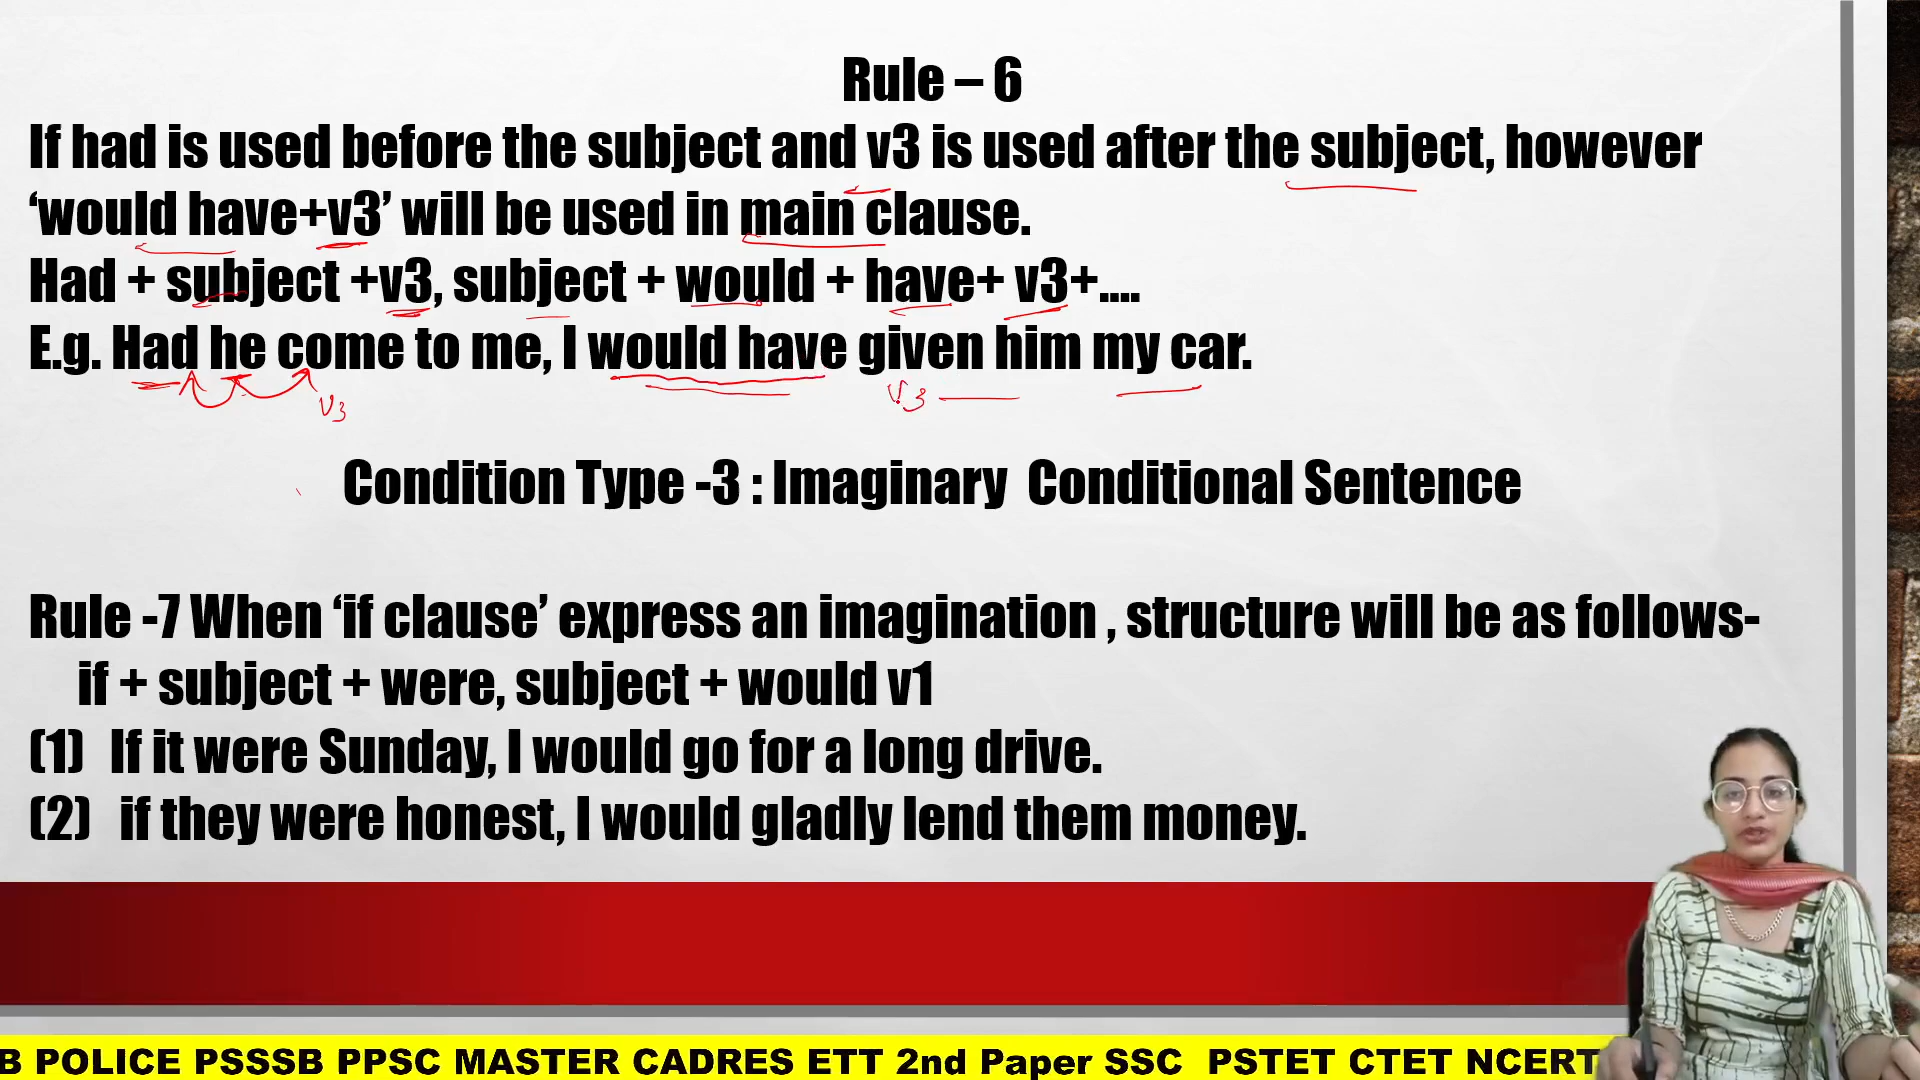 Rule – 6
If had is used before the subject and v3 is used after the subject, however
‘would have+v3’ will be used in main clause.
Had + subject +v3, subject + would + have+ v3+....
E.g. Had he come to me, I would have given him my car.
V3 V3
Condition Type -3 : Imaginary Conditional Sentence
Rule -7 When ‘if clause’ express an imagination , structure will be as follows-
if + subject + were, subject + would v1
(1) If it were Sunday, I would go for a long drive.
(2) if they were honest, I would gladly lend them money.
B POLICE PSSSB PPSC MASTER CADRES ETT 2nd Paper SSC PSTET CTET NCERT